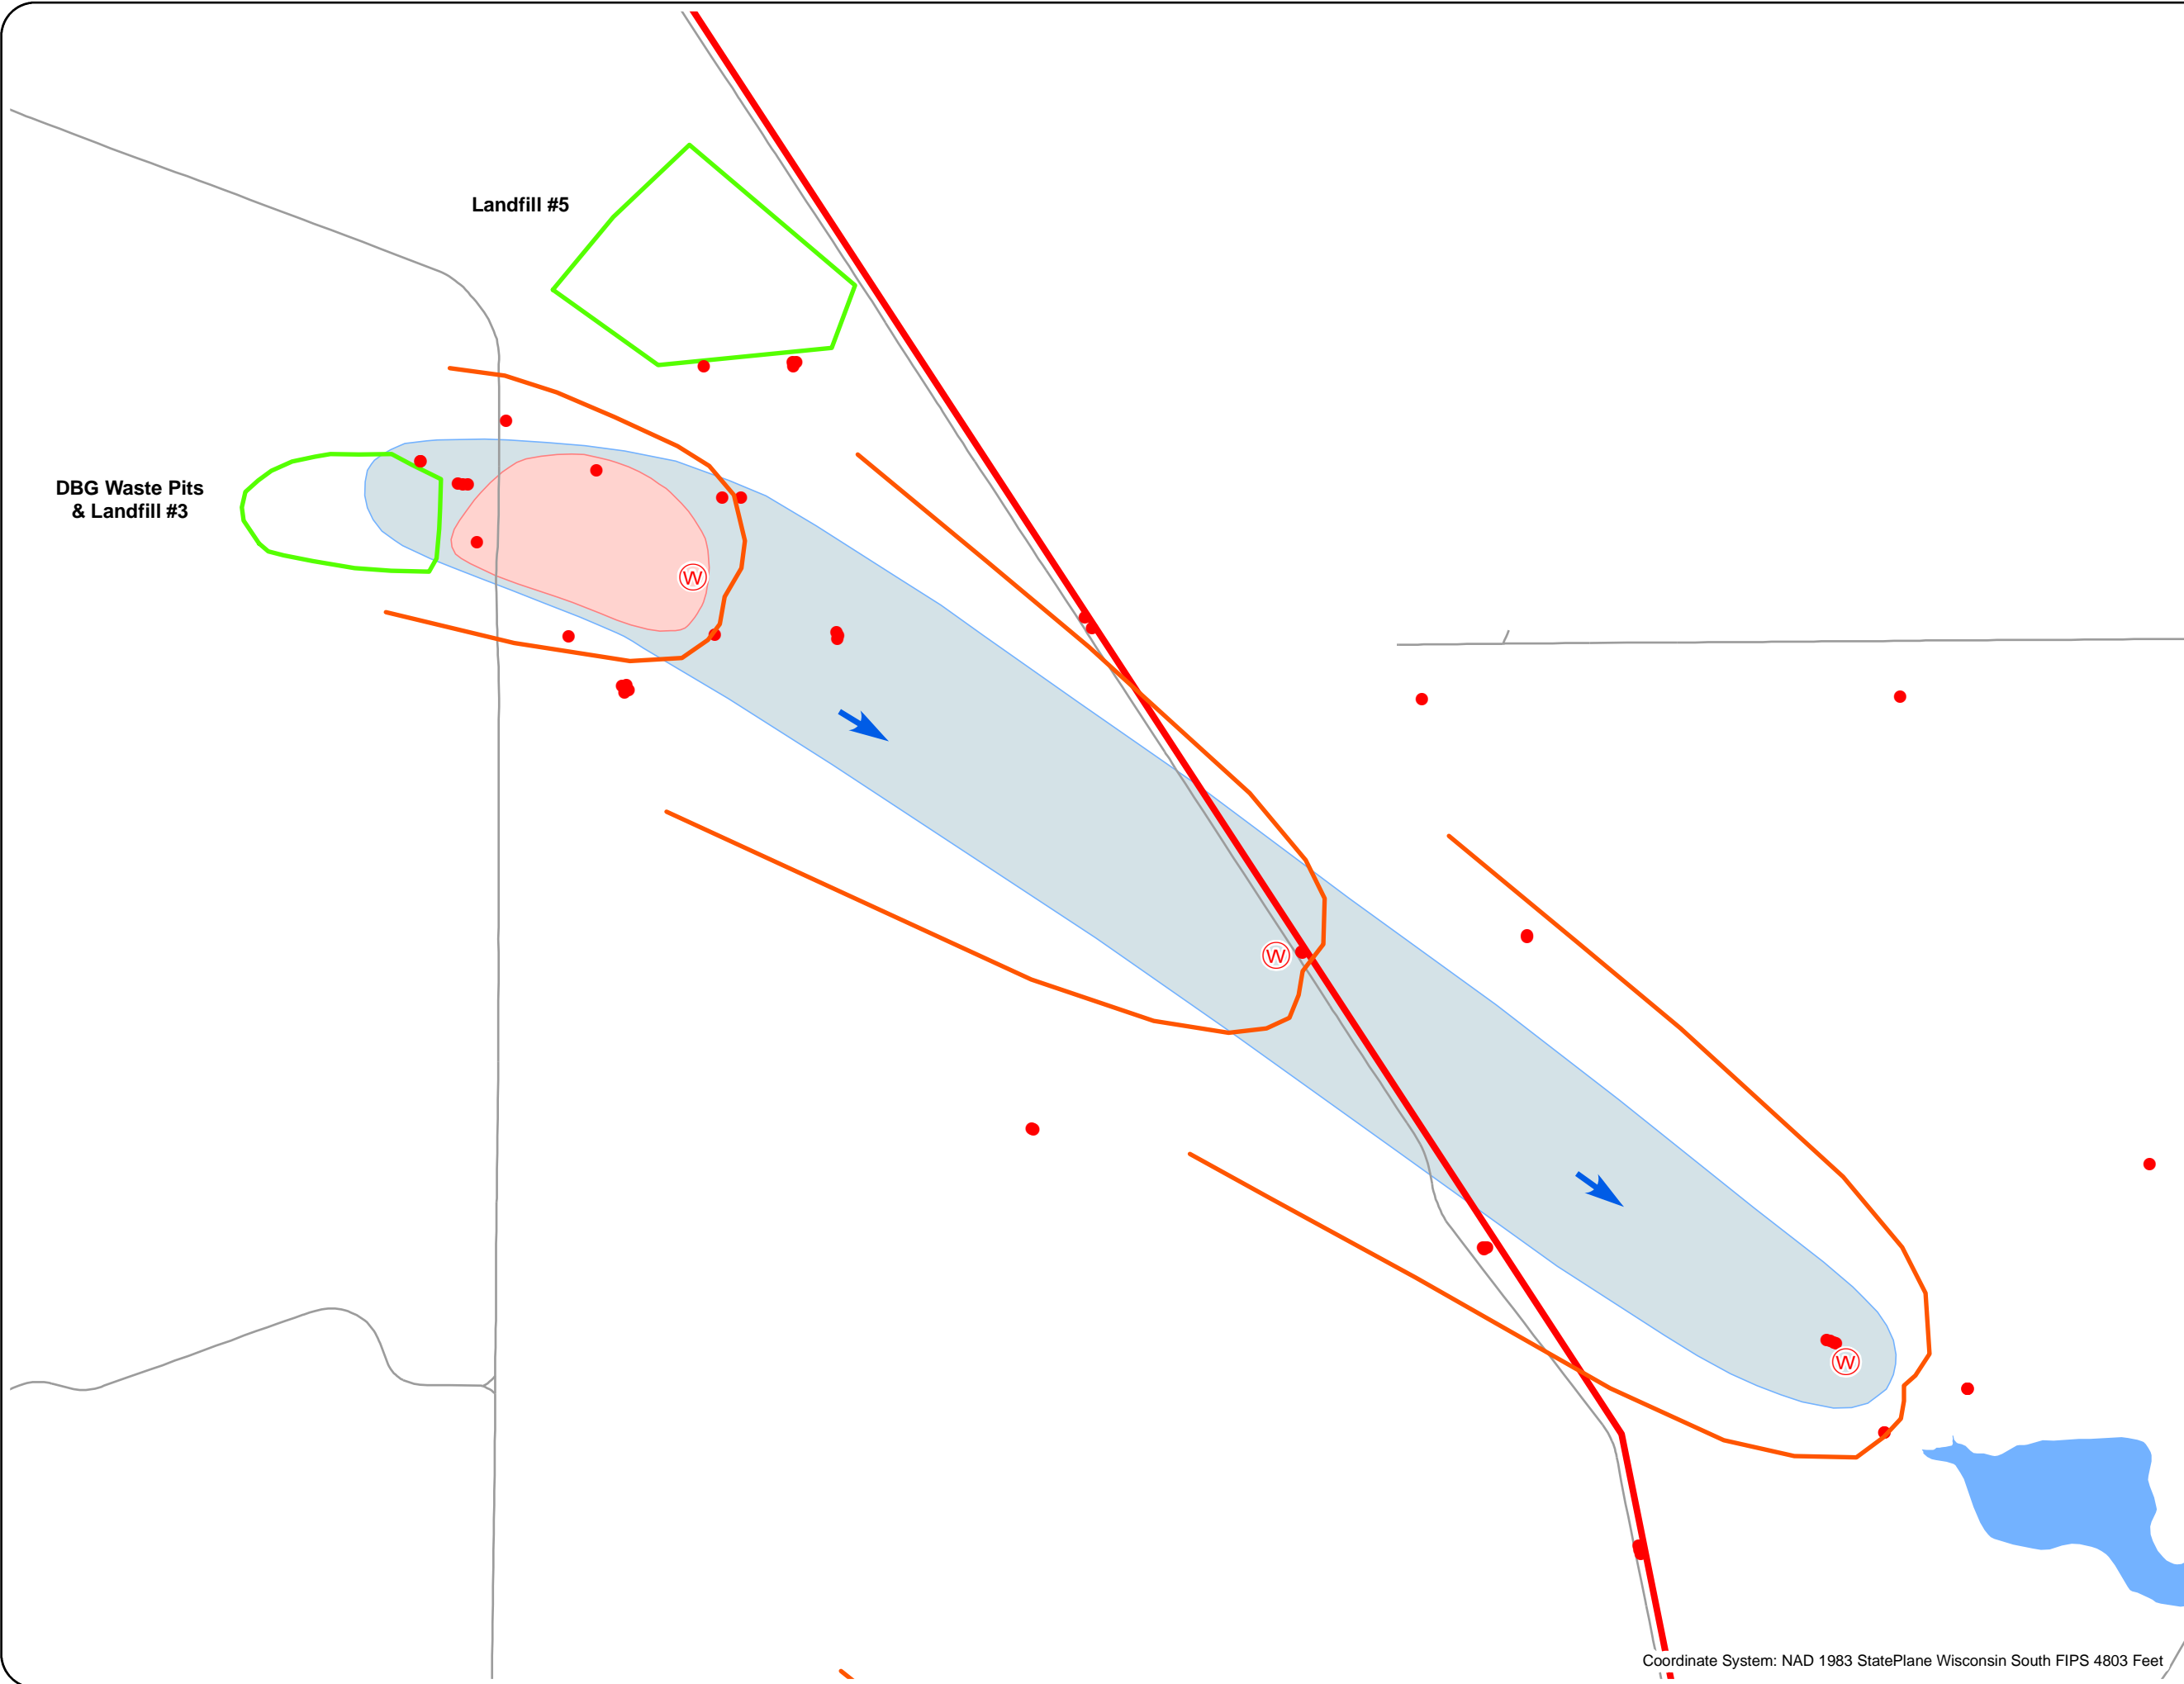 Landfill #5
DBG Waste Pits
& Landfill #3
W
W
W
Coordinate System: NAD 1983 StatePlane Wisconsin South FIPS 4803 Feet